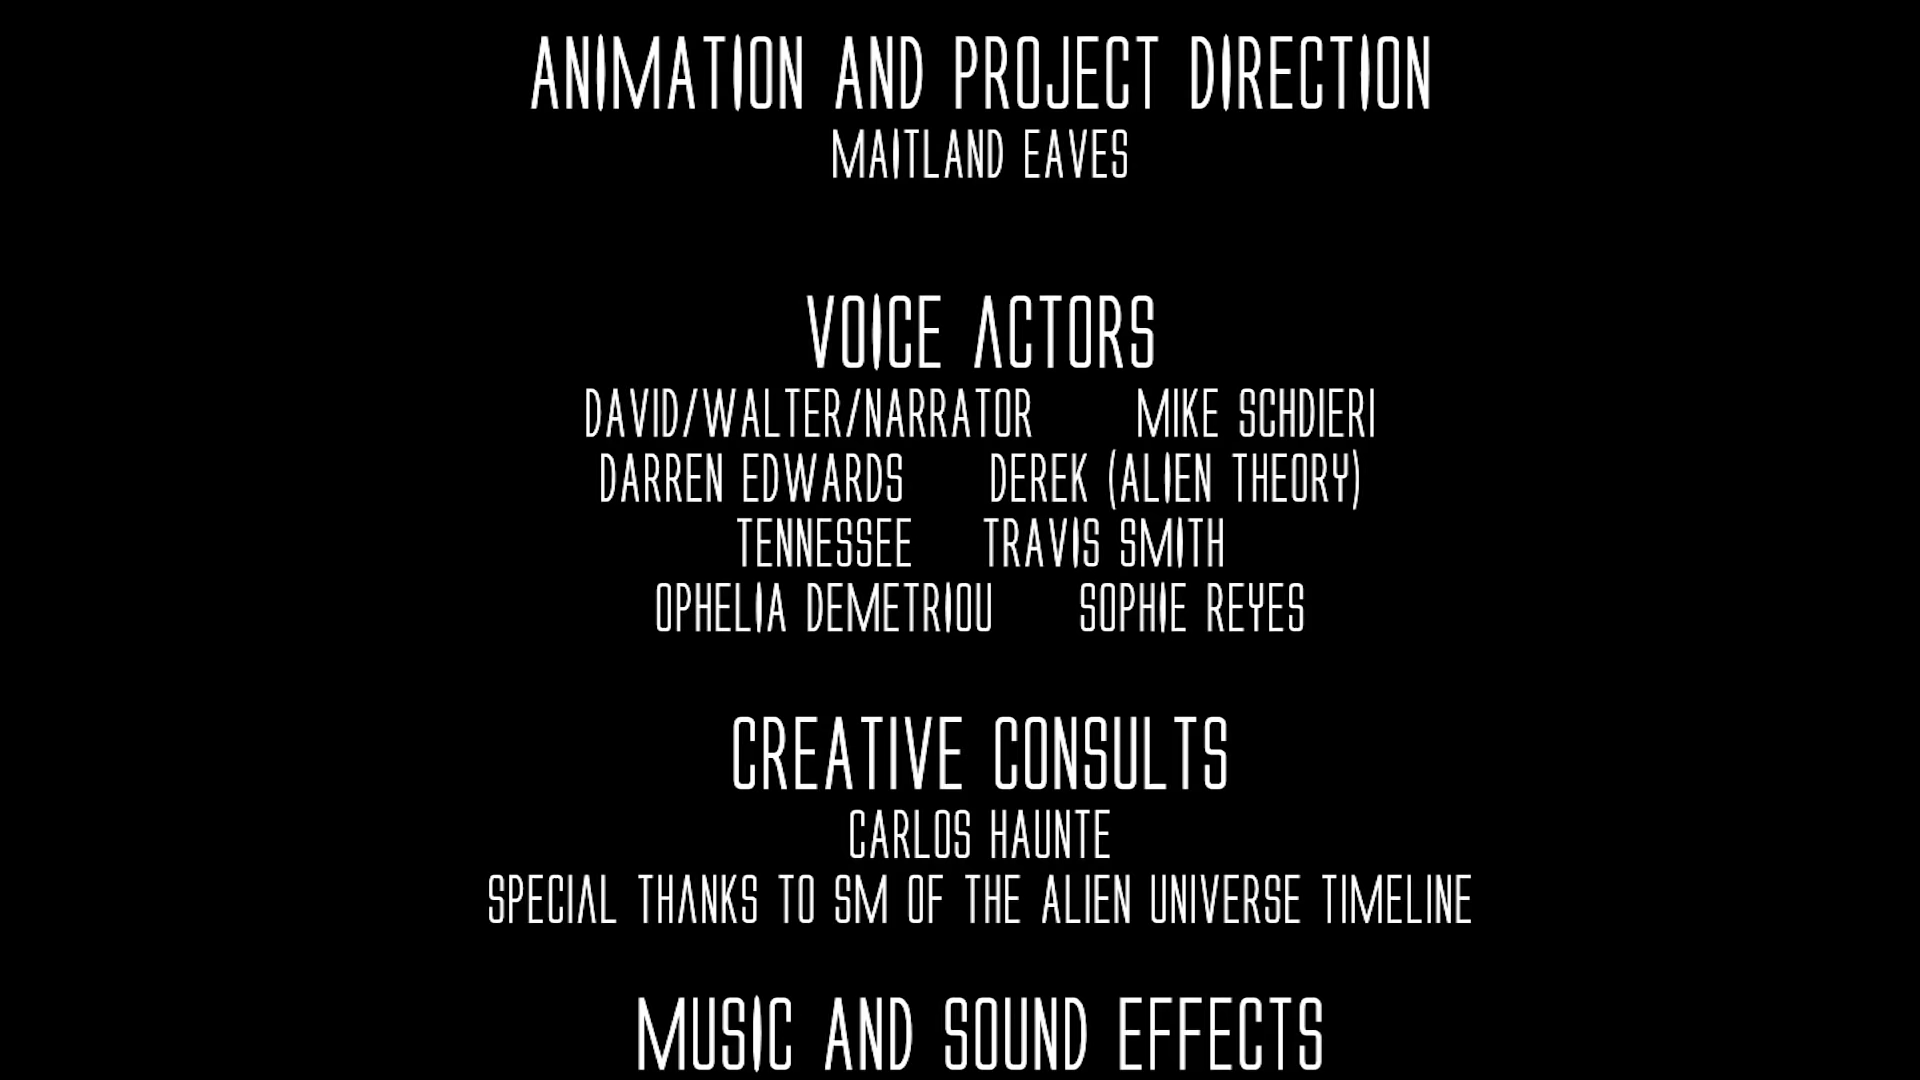 ANIMATION AND PROJECT DIRECTION
MAITLAND EAVES
VOICE ACTORS
DAVID/WALTER/NARRATOR MIKE SCHDIERI
DARREN EDWARDS DEREK (ALIEN THEORY)
TENNESSEE TRAVIS SMITH
OPHELIA DEMETRIOU SOPHIE REYES
CREATIVE CONSULTS
CARLOS HAUNTE
SPECIAL THANKS TO SM OF THE ALIEN UNIVERSE TIMELINE
MUSIC AND SOUND EFFECTS